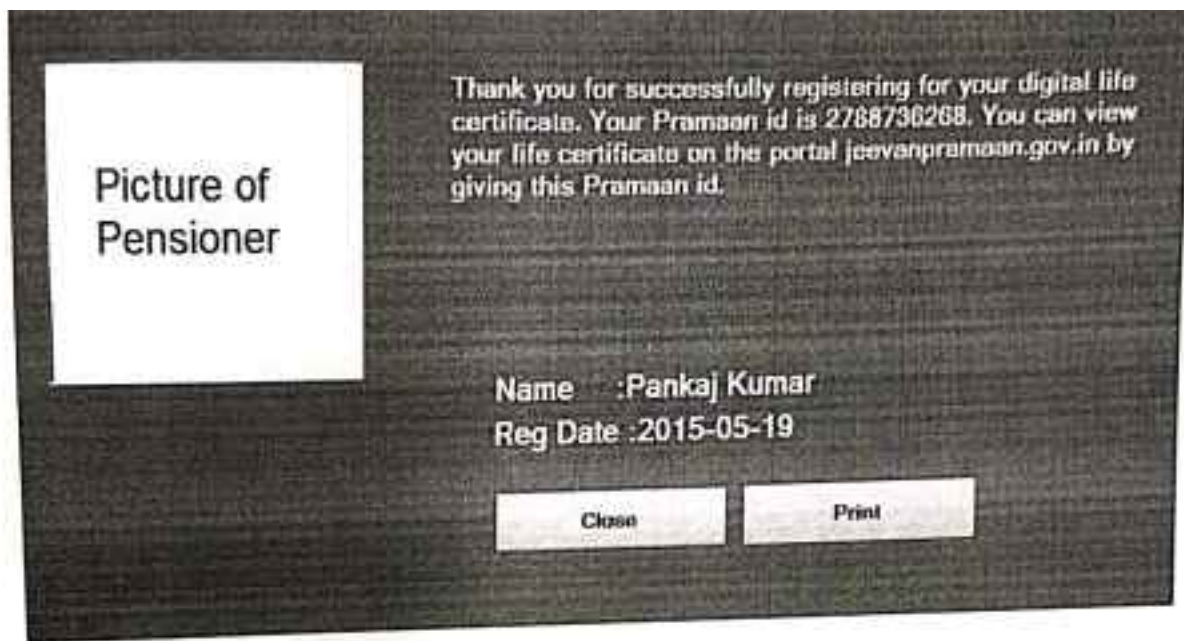 Picture of
Pensioner
Thank you for successfully registering for your digital life
certificate. Your Pramaan id is 2788736268. You can view
your life certificate on the portal jeevanpramaan.gov.in by
giving this Pramaan id.
Name :Pankaj Kumar
Reg Date :2015-05-19
Close
Print